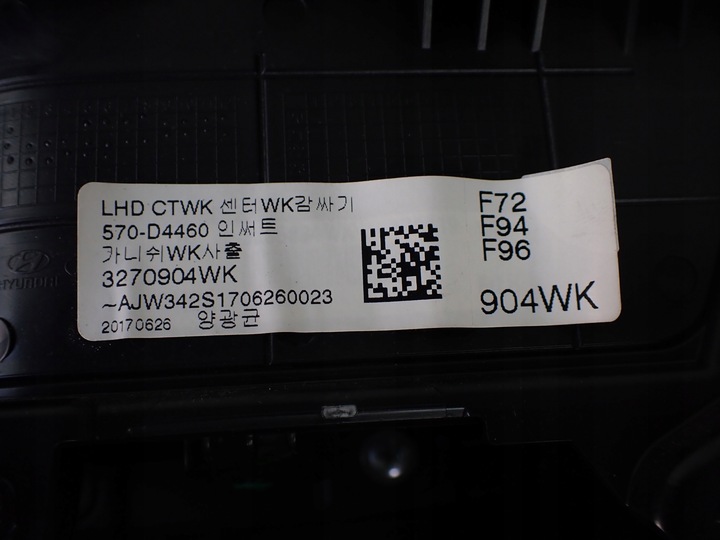 LHD CTWK 센터WK감싸기
570-D4460 인써트
가니쉬WK사출
3270904WK
~AJW342S1706260023
20170626 양광균
F72
F94
F96
904WK
HYUNDAI